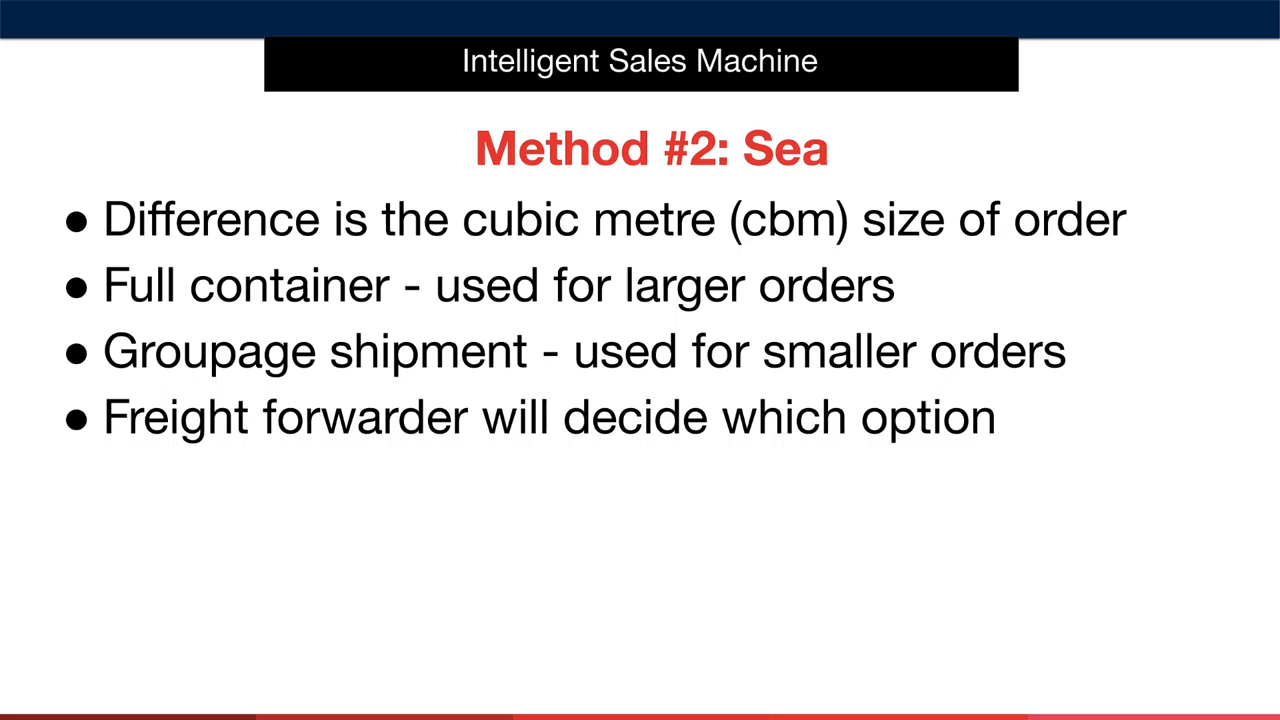 Intelligent Sales Machine
Method #2: Sea
● Difference is the cubic metre (cbm) size of order
● Full container - used for larger orders
● Groupage shipment - used for smaller orders
● Freight forwarder will decide which option